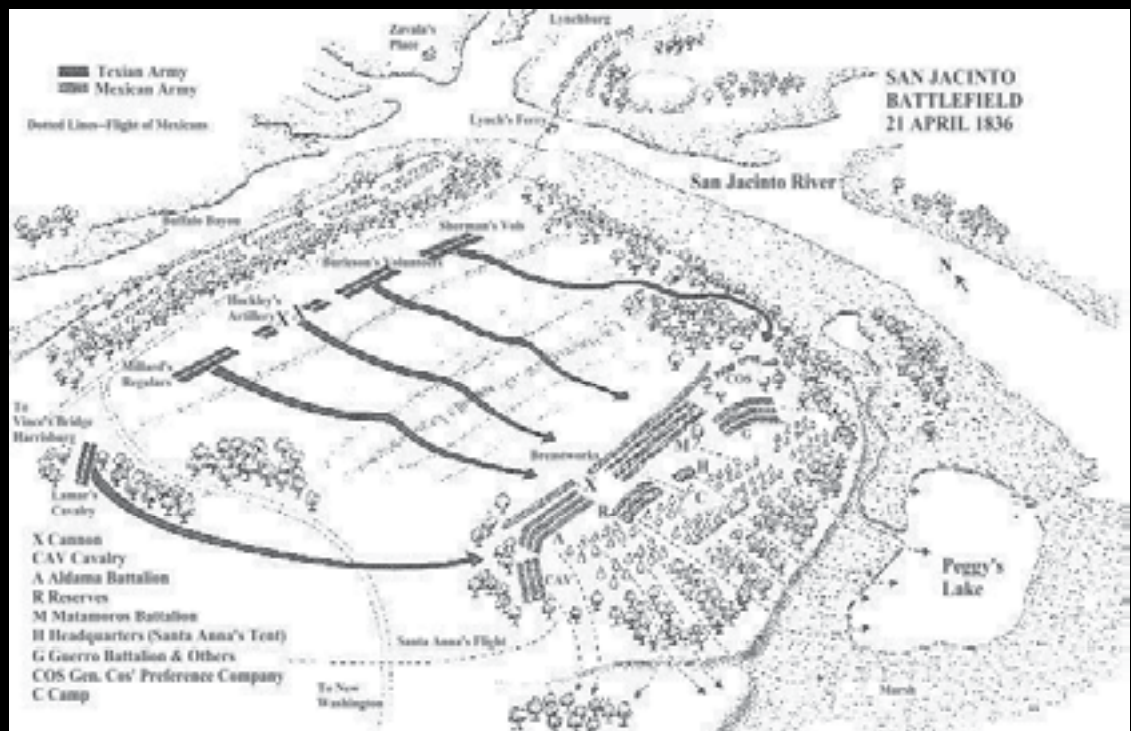 Zavala's
Place
Lynchburg
Texian Army
Mexican Army
Dotted Lines--Flight of Mexicans
SAN JACINTO
BATTLEFIELD
21 APRIL 1836
Lynch's Ferry
San Jacinto River
Buffalo Bayou
Sherman's Vols
Burleson's Volunteers
N
Hockley's
Artillery
X
Millard's
Regulars
To
Vince's Bridge
Harrisburg
COS
G
Breastworks
M
H
C
R
A
Lamar's
Cavalry
CAV
Peggy's
Lake
X Cannon
CAV Cavalry
A Aldama Battalion
R Reserves
M Matamoros Battalion
H Headquarters (Santa Anna's Tent)
G Guerro Battalion & Others
COS Gen. Cos' Preference Company
C Camp
Santa Anna's Flight
To New
Washington
Marsh